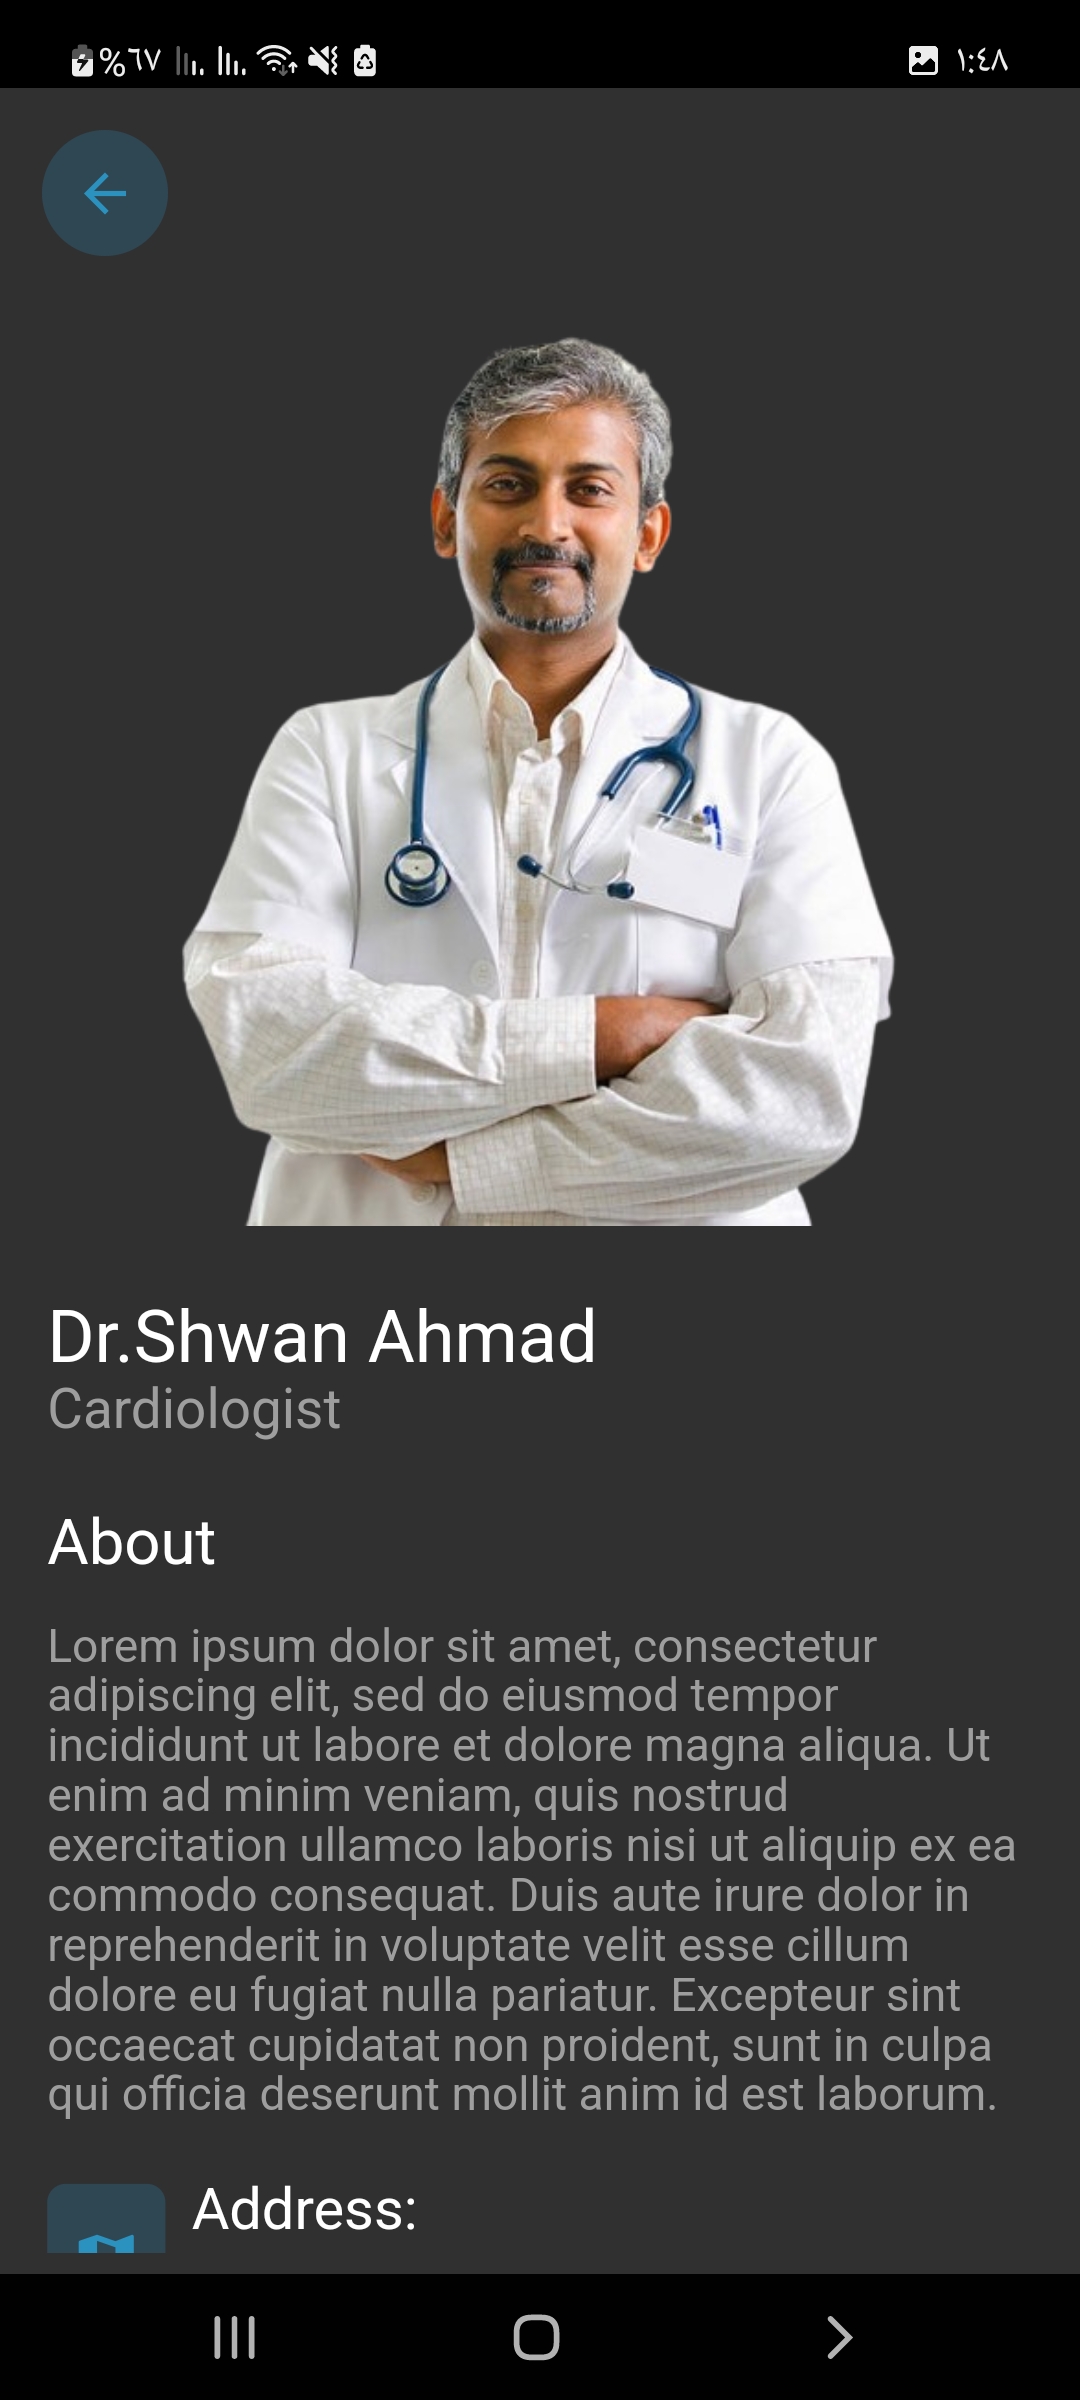 %٦٧
١:٤٨
Dr.Shwan Ahmad
Cardiologist
About
Lorem ipsum dolor sit amet, consectetur
adipiscing elit, sed do eiusmod tempor
incididunt ut labore et dolore magna aliqua. Ut
enim ad minim veniam, quis nostrud
exercitation ullamco laboris nisi ut aliquip ex ea
commodo consequat. Duis aute irure dolor in
reprehenderit in voluptate velit esse cillum
dolore eu fugiat nulla pariatur. Excepteur sint
occaecat cupidatat non proident, sunt in culpa
qui officia deserunt mollit anim id est laborum.
Address: